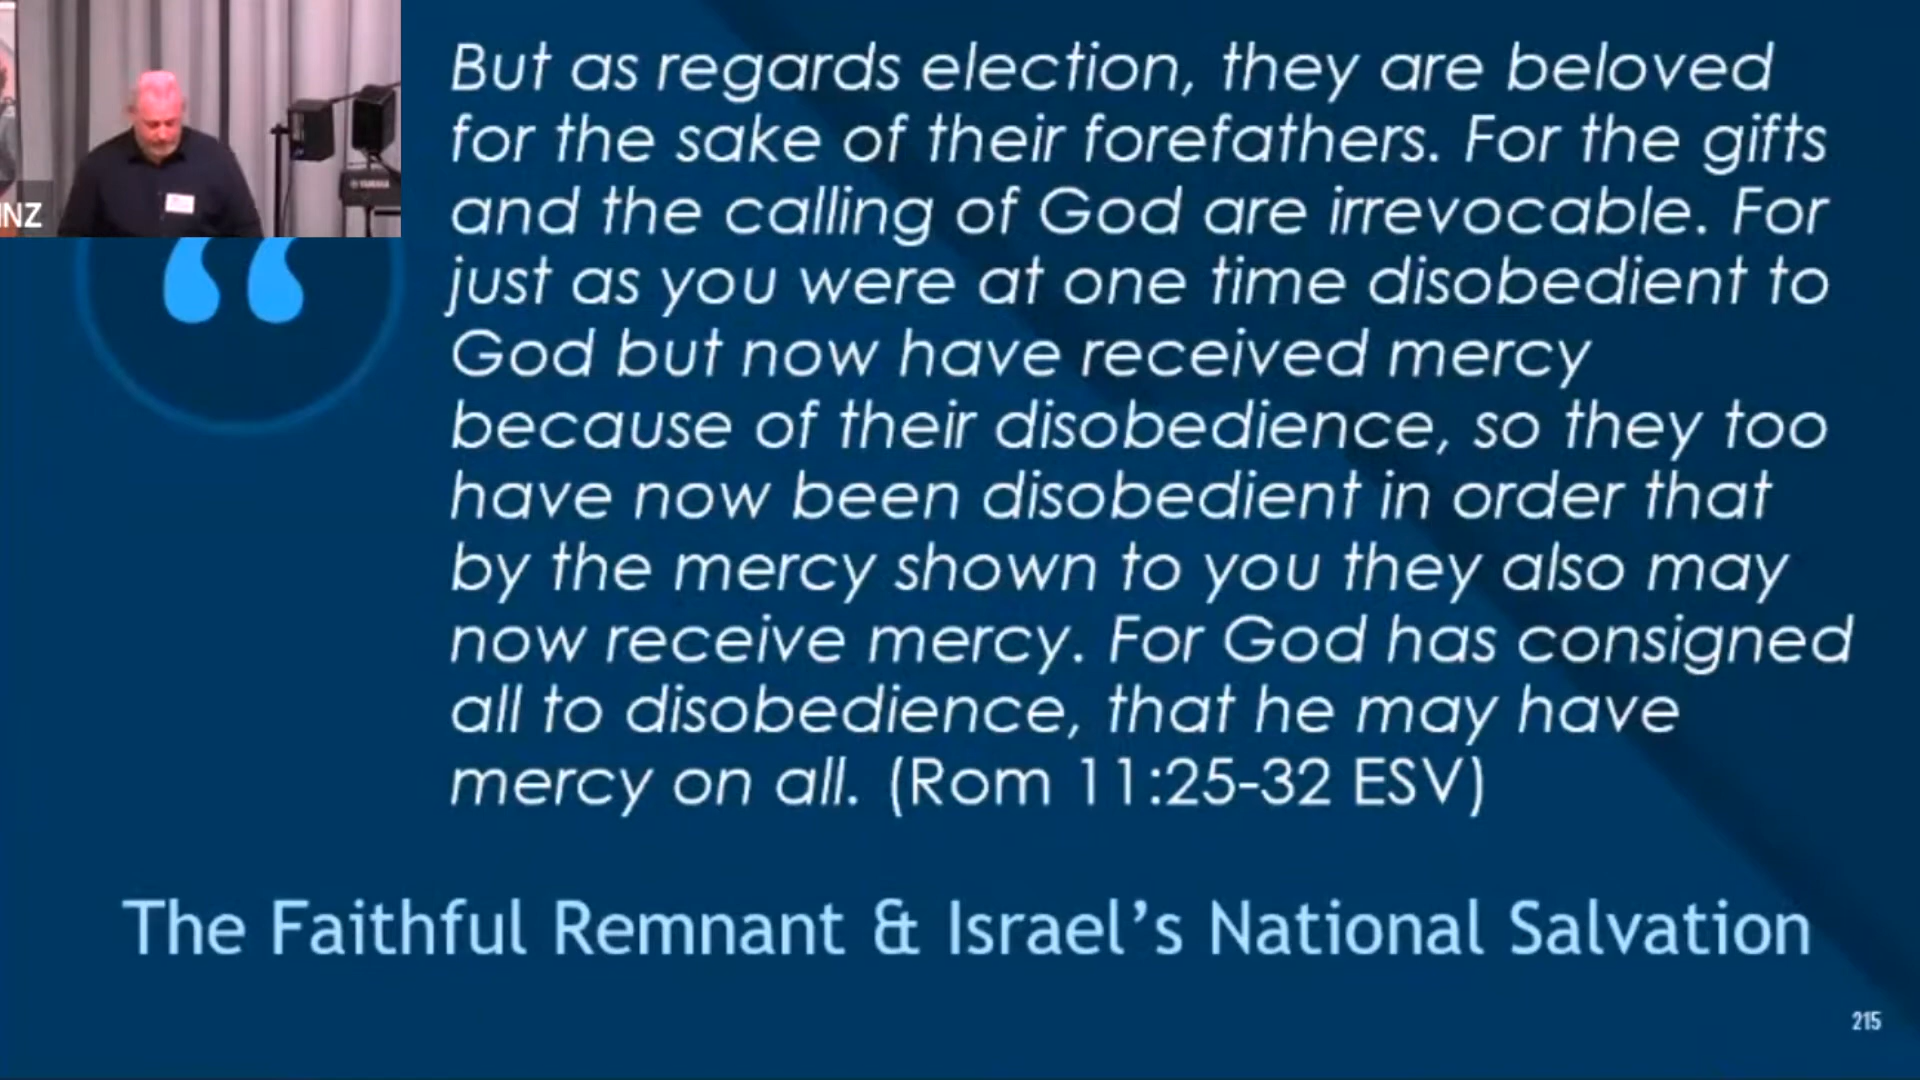 But as regards election, they are beloved
for the sake of their forefathers. For the gifts
and the calling of God are irrevocable. For
just as you were at one time disobedient to
God but now have received mercy
because of their disobedience, so they too
have now been disobedient in order that
by the mercy shown to you they also may
now receive mercy. For God has consigned
all to disobedience, that he may have
mercy on all. (Rom 11:25-32 ESV)
The Faithful Remnant & Israel’s National Salvation
215
INZ
YAMAHA